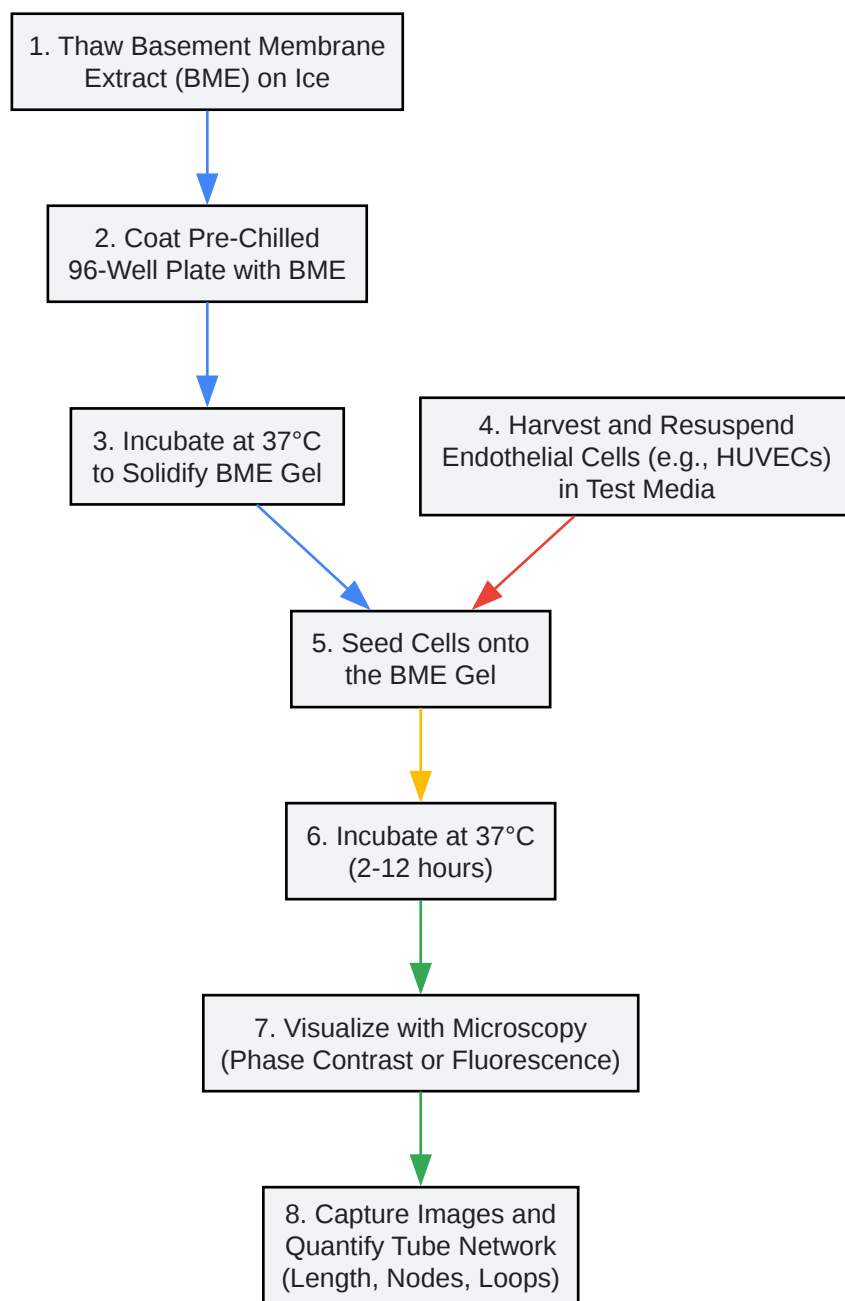 1. Thaw Basement Membrane
Extract (BME) on Ice
2. Coat Pre-Chilled
96-Well Plate with BME
3. Incubate at 37°C
to Solidify BME Gel
4. Harvest and Resuspend
Endothelial Cells (e.g., HUVECs)
in Test Media
5. Seed Cells onto
the BME Gel
6. Incubate at 37°C
(2-12 hours)
7. Visualize with Microscopy
(Phase Contrast or Fluorescence)
8. Capture Images and
Quantify Tube Network
(Length, Nodes, Loops)